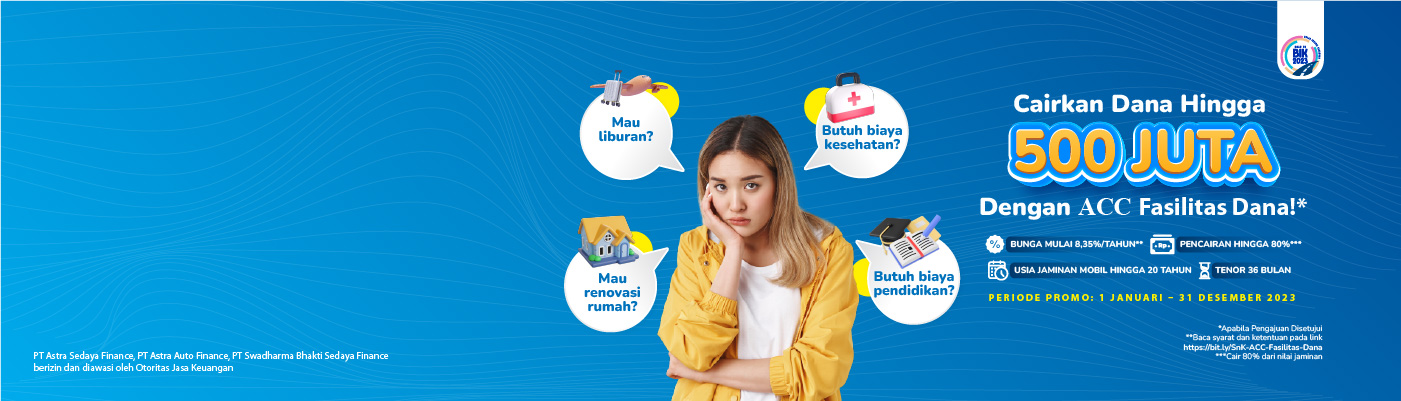 BIK
2023
Mau
liburan?
Butuh biaya
kesehatan?
Mau
renovasi
rumah?
Butuh biaya
pendidikan?
Cairkan Dana Hingga
500 JUTA
Dengan ACC Fasilitas Dana!*
% BUNGA MULAI 8,35%/TAHUN**
Rp PENCAIRAN HINGGA 80%***
USIA JAMINAN MOBIL HINGGA 20 TAHUN
TENOR 36 BULAN
PERIODE PROMO: 1 JANUARI – 31 DESEMBER 2023
*Apabila Pengajuan Disetujui
**Baca syarat dan ketentuan pada link
https://bit.ly/SnK-ACC-Fasilitas-Dana
***Cair 80% dari nilai jaminan
PT Astra Sedaya Finance, PT Astra Auto Finance, PT Swadharma Bhakti Sedaya Finance
berizin dan diawasi oleh Otoritas Jasa Keuangan